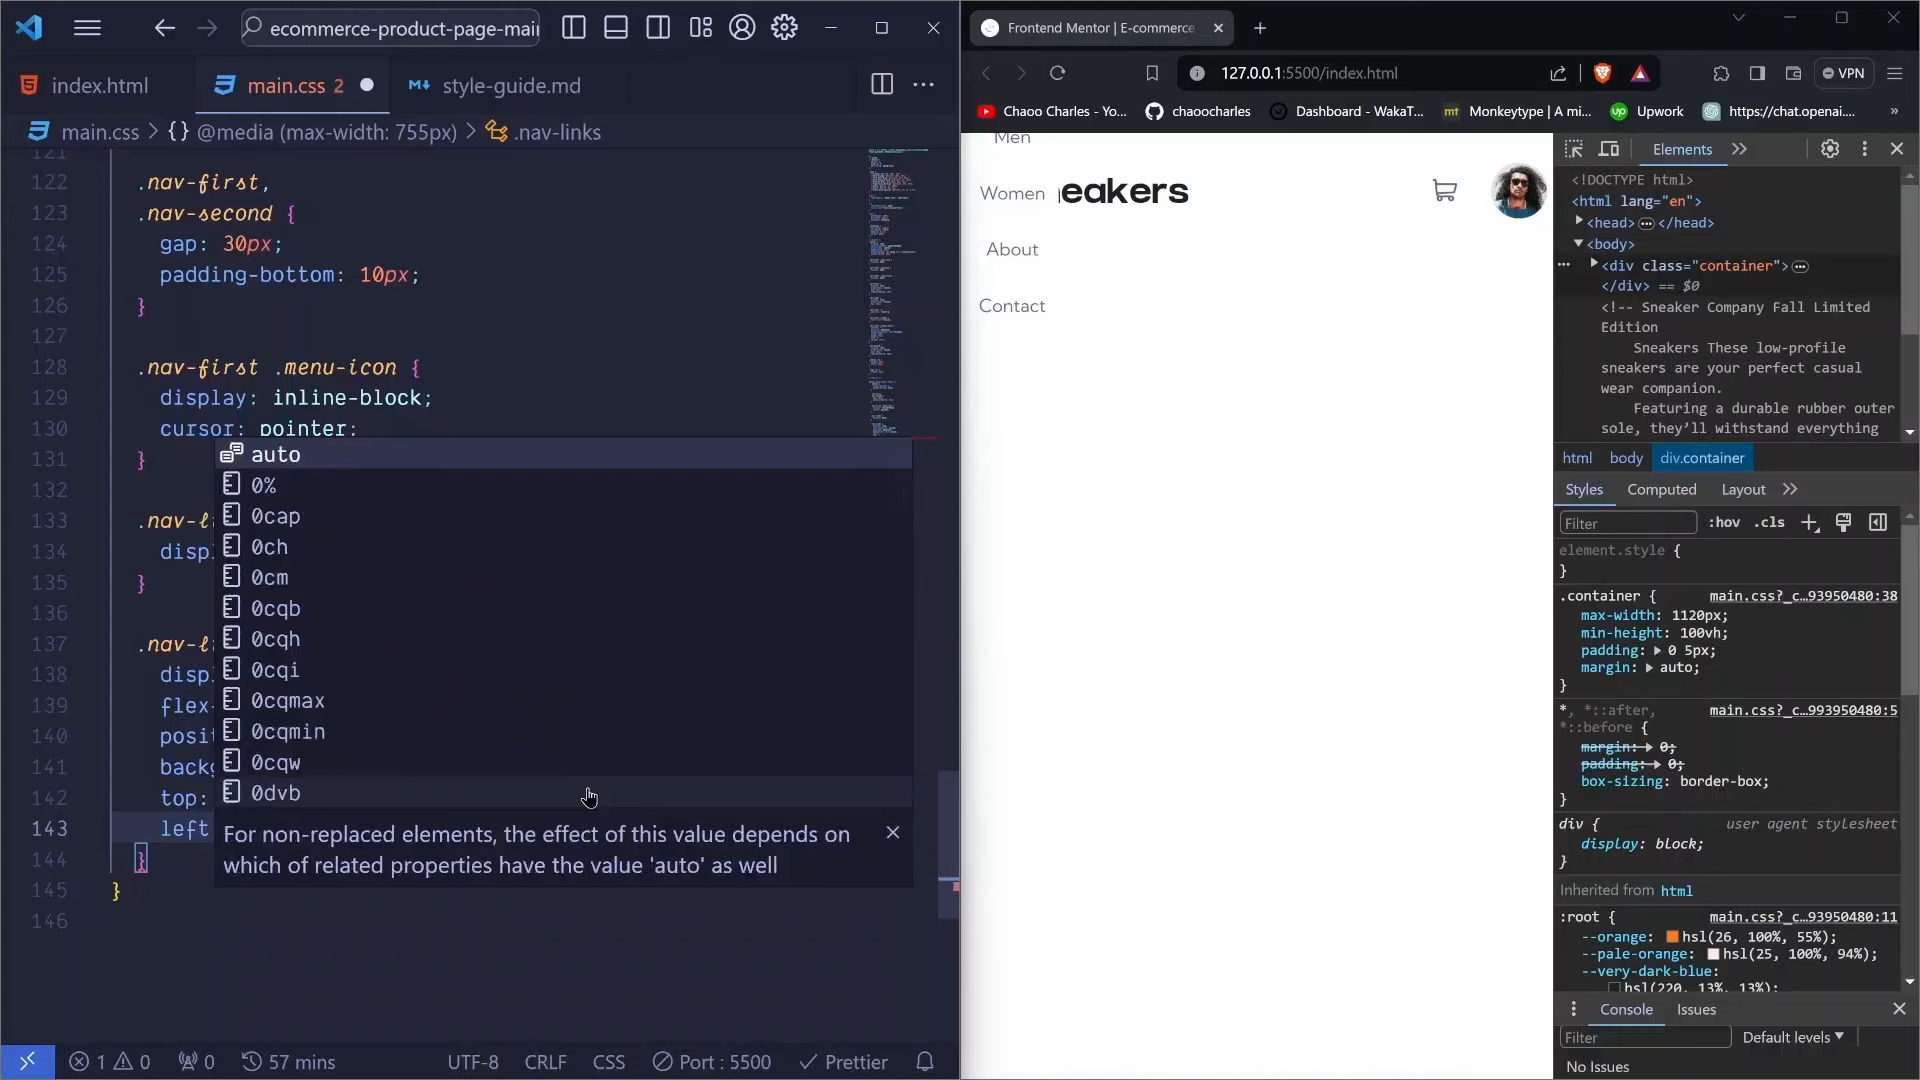 ecommerce-product-page-mai
index.html
main.css 2
style-guide.md
main.css > {} @media (max-width: 755px) > .nav-links
121
122 .nav-first,
123 .nav-second {
124 gap: 30px;
125 padding-bottom: 10px;
126 }
127
128 .nav-first .menu-icon {
129 display: inline-block;
130 cursor: pointer;
131 }
132
133 .nav-l
134 disp
135 }
136
137 .nav-l
138 disp
139 flex-
140 posit
141 backg
142 top:
143 left
144 }
145 }
146
auto
0%
0cap
0ch
0cm
0cqb
0cqh
0cqi
0cqmax
0cqmin
0cqw
0dvb
For non-replaced elements, the effect of this value depends on
which of related properties have the value 'auto' as well
1 0 0 57 mins UTF-8 CRLF CSS Port : 5500 Prettier
Frontend Mentor | E-commerce
127.0.0.1:5500/index.html
VPN
Chaoo Charles - Yo...
chaoocharles
Dashboard - WakaT...
mt Monkeytype | A mi...
up Upwork
https://chat.openai....
»
Men
Women
eakers
About
Contact
Elements
<!DOCTYPE html>
<html lang="en">
<head> ... </head>
<body>
<div class="container"> ...
</div> == $0
<!-- Sneaker Company Fall Limited
Edition
Sneakers These low-profile
sneakers are your perfect casual
wear companion.
Featuring a durable rubber outer
sole, they’ll withstand everything
html body div.container
Styles Computed Layout
Filter :hov .cls
element.style {
}
.container { main.css?_c…93950480:38
max-width: 1120px;
min-height: 100vh;
padding: 0 5px;
margin: auto;
}
*, *::after, main.css?_c…993950480:5
*::before {
margin: 0;
padding: 0;
box-sizing: border-box;
}
div { user agent stylesheet
display: block;
}
Inherited from html
:root { main.css?_c…93950480:11
--orange: hsl(26, 100%, 55%);
--pale-orange: hsl(25, 100%, 94%);
--very-dark-blue:
hsl(220, 13%, 13%);
Console Issues
Filter Default levels
No Issues